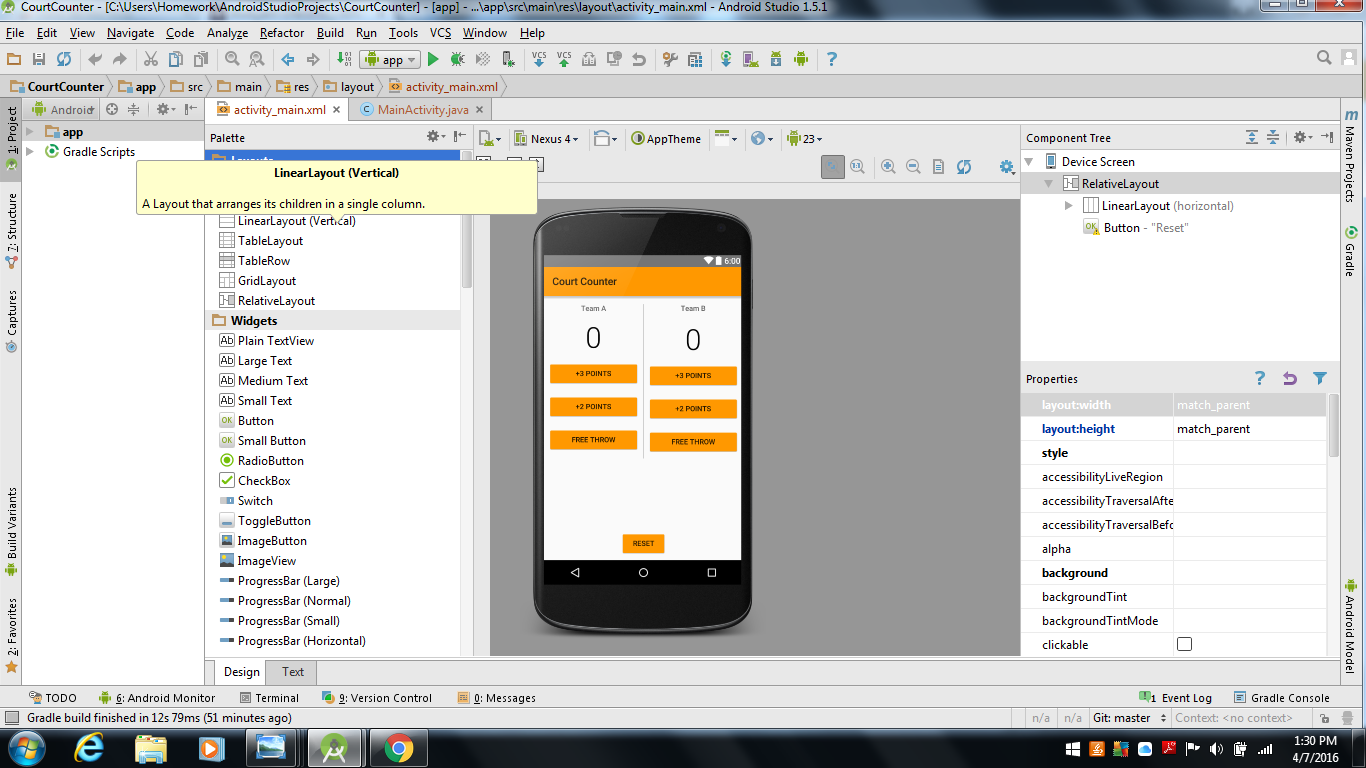 CourtCounter - [C:\Users\Homework\AndroidStudioProjects\CourtCounter] - [app] - ...\app\src\main\res\layout\activity_main.xml - Android Studio 1.5.1
File Edit View Navigate Code Analyze Refactor Build Run Tools VCS Window Help
app
VCS VCS
?
CourtCounter app src main res layout activity_main.xml
Android
activity_main.xml
MainActivity.java
1: Project
7: Structure
Captures
Build Variants
2: Favorites
app
Gradle Scripts
Palette
Layouts
LinearLayout (Vertical)
A Layout that arranges its children in a single column.
LinearLayout (Vertical)
TableLayout
TableRow
GridLayout
RelativeLayout
Widgets
Ab Plain TextView
Ab Large Text
Ab Medium Text
Ab Small Text
OK Button
OK Small Button
RadioButton
CheckBox
Switch
ToggleButton
ImageButton
ImageView
ProgressBar (Large)
ProgressBar (Normal)
ProgressBar (Small)
ProgressBar (Horizontal)
Nexus 4 AppTheme 23
6:00
Court Counter
Team A Team B
0 0
+3 POINTS +3 POINTS
+2 POINTS +2 POINTS
FREE THROW FREE THROW
RESET
Component Tree
Device Screen
RelativeLayout
LinearLayout (horizontal)
OK Button - "Reset"
Properties
?
layout:width match_parent
layout:height match_parent
style
accessibilityLiveRegion
accessibilityTraversalAfte
accessibilityTraversalBefo
alpha
background
backgroundTint
backgroundTintMode
clickable
m Maven Projects
Gradle
Android Model
Design Text
TODO 6: Android Monitor Terminal 9: Version Control 0: Messages 1 Event Log Gradle Console
Gradle build finished in 12s 79ms (51 minutes ago) n/a n/a Git: master Context: <no context>
1:30 PM
4/7/2016